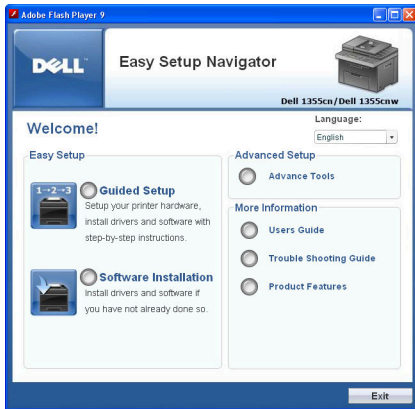 Adobe Flash Player 9
DELL™
Easy Setup Navigator
Dell 1355cn/Dell 1355cnw
Welcome!
Language:
English
Easy Setup
1→2→3
Guided Setup
Setup your printer hardware,
install drivers and software with
step-by-step instructions.
Software Installation
Install drivers and software if
you have not already done so.
Advanced Setup
Advance Tools
More Information
Users Guide
Trouble Shooting Guide
Product Features
Exit